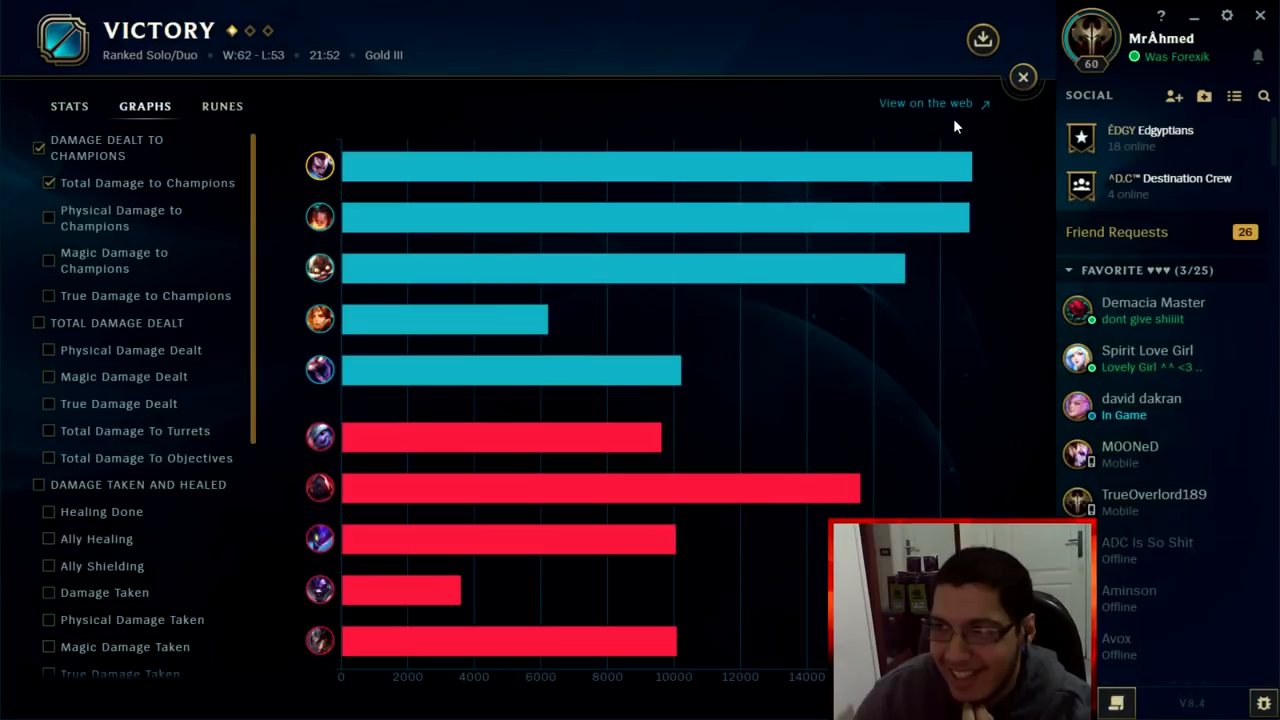 VICTORY
Ranked Solo/Duo • W:62 - L:53 • 21:52 • Gold III
STATS GRAPHS RUNES
View on the web
DAMAGE DEALT TO
CHAMPIONS
Total Damage to Champions
Physical Damage to
Champions
Magic Damage to
Champions
True Damage to Champions
TOTAL DAMAGE DEALT
Physical Damage Dealt
Magic Damage Dealt
True Damage Dealt
Total Damage To Turrets
Total Damage To Objectives
DAMAGE TAKEN AND HEALED
Healing Done
Ally Healing
Ally Shielding
Damage Taken
Physical Damage Taken
Magic Damage Taken
True Damage Taken
0 2000 4000 6000 8000 10000 12000 14000
?
MrÅhmed
Was Forexik
60
SOCIAL
ÊDGY Edgyptians
18 online
^D.C™ Destination Crew
4 online
Friend Requests 26
FAVORITE ♥♥♥ (3/25)
Demacia Master
dont give shiiiit
Spirit Love Girl
Lovely Girl ^^ <3 ..
david dakran
In Game
M0ONeD
Mobile
TrueOverlord189
Mobile
ADC Is So Shit
Offline
Aminson
Offline
Avox
Offline
V8.4